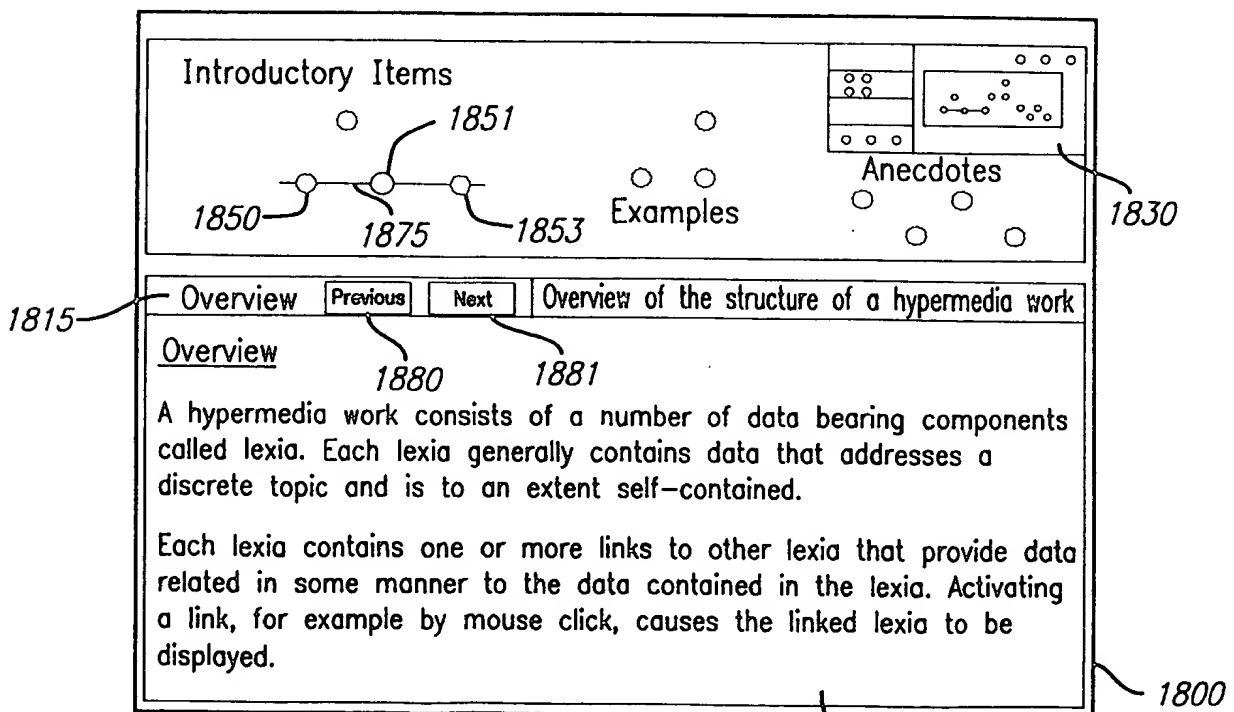 Introductory Items
1851
1850
1875
1853
Examples
Anecdotes
1830
1815
Overview
Previous
Next
Overview of the structure of a hypermedia work
1880
1881
Overview
A hypermedia work consists of a number of data bearing components
called lexia. Each lexia generally contains data that addresses a
discrete topic and is to an extent self-contained.
Each lexia contains one or more links to other lexia that provide data
related in some manner to the data contained in the lexia. Activating
a link, for example by mouse click, causes the linked lexia to be
displayed.
1800